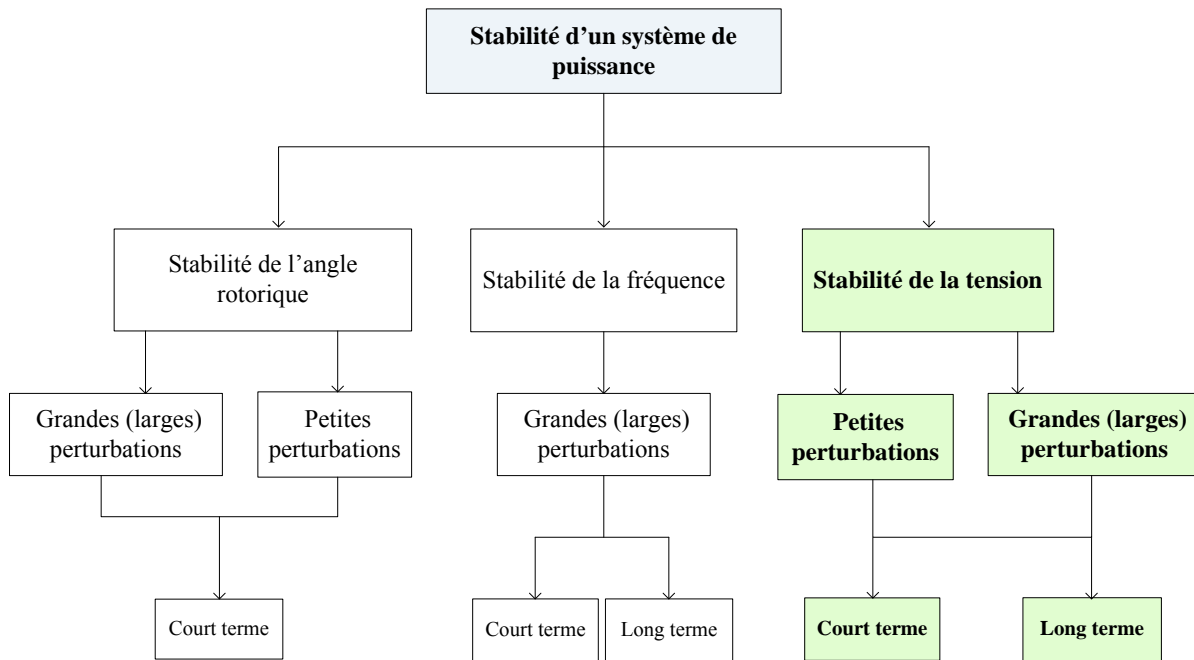 Stabilité d’un système de
puissance
Stabilité de l’angle
rotorique
Stabilité de la fréquence
Stabilité de la tension
Grandes (larges)
perturbations
Petites
perturbations
Grandes (larges)
perturbations
Petites
perturbations
Grandes (larges)
perturbations
Court terme
Court terme
Long terme
Court terme
Long terme